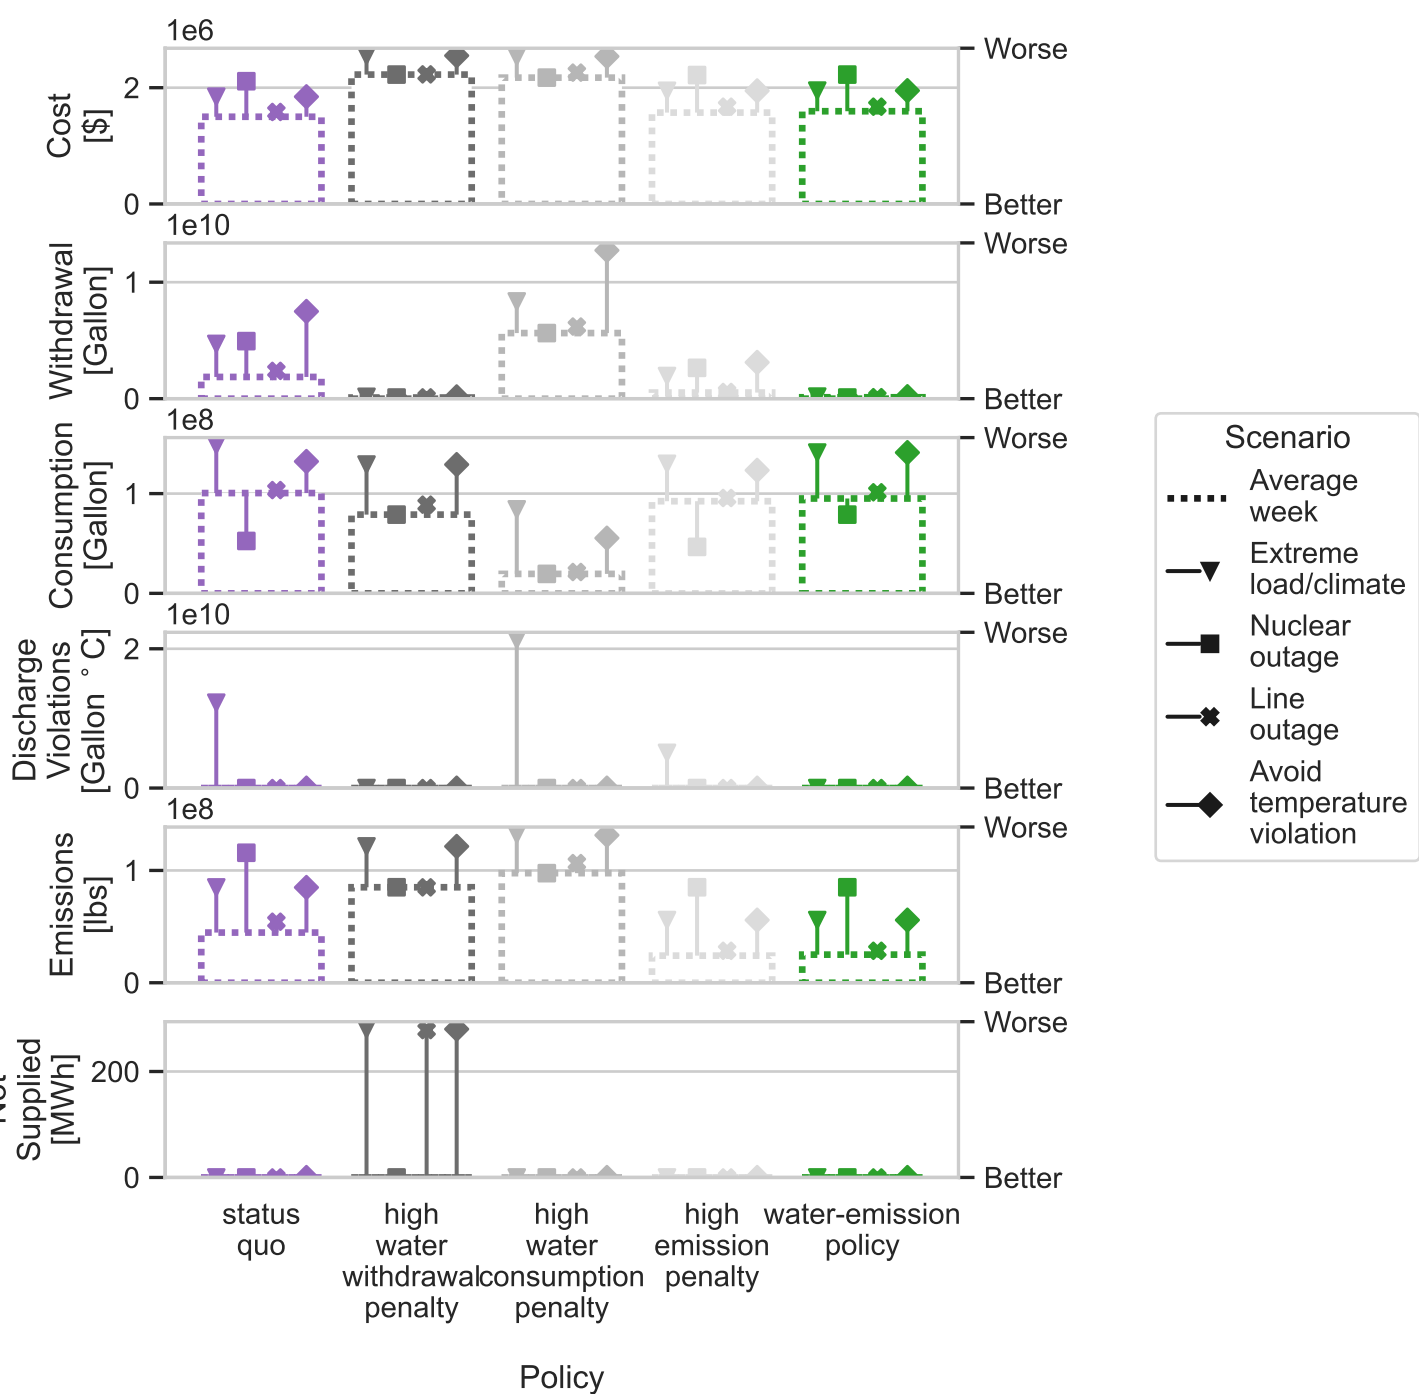 1e6
Cost
[$]
2
0
Worse
Better
1e10
Withdrawal
[Gallon]
1
0
Worse
Better
1e8
Consumption
[Gallon]
1
0
Worse
Better
1e10
Discharge
Violations
[Gallon °C]
2
0
Worse
Better
1e8
Emissions
[lbs]
1
0
Worse
Better
Supplied
[MWh]
200
0
Worse
Better
status
quo
high
water
withdrawal
penalty
high
water
consumption
penalty
high
emission
penalty
water-emission
policy
Policy
Scenario
Average
week
Extreme
load/climate
Nuclear
outage
Line
outage
Avoid
temperature
violation